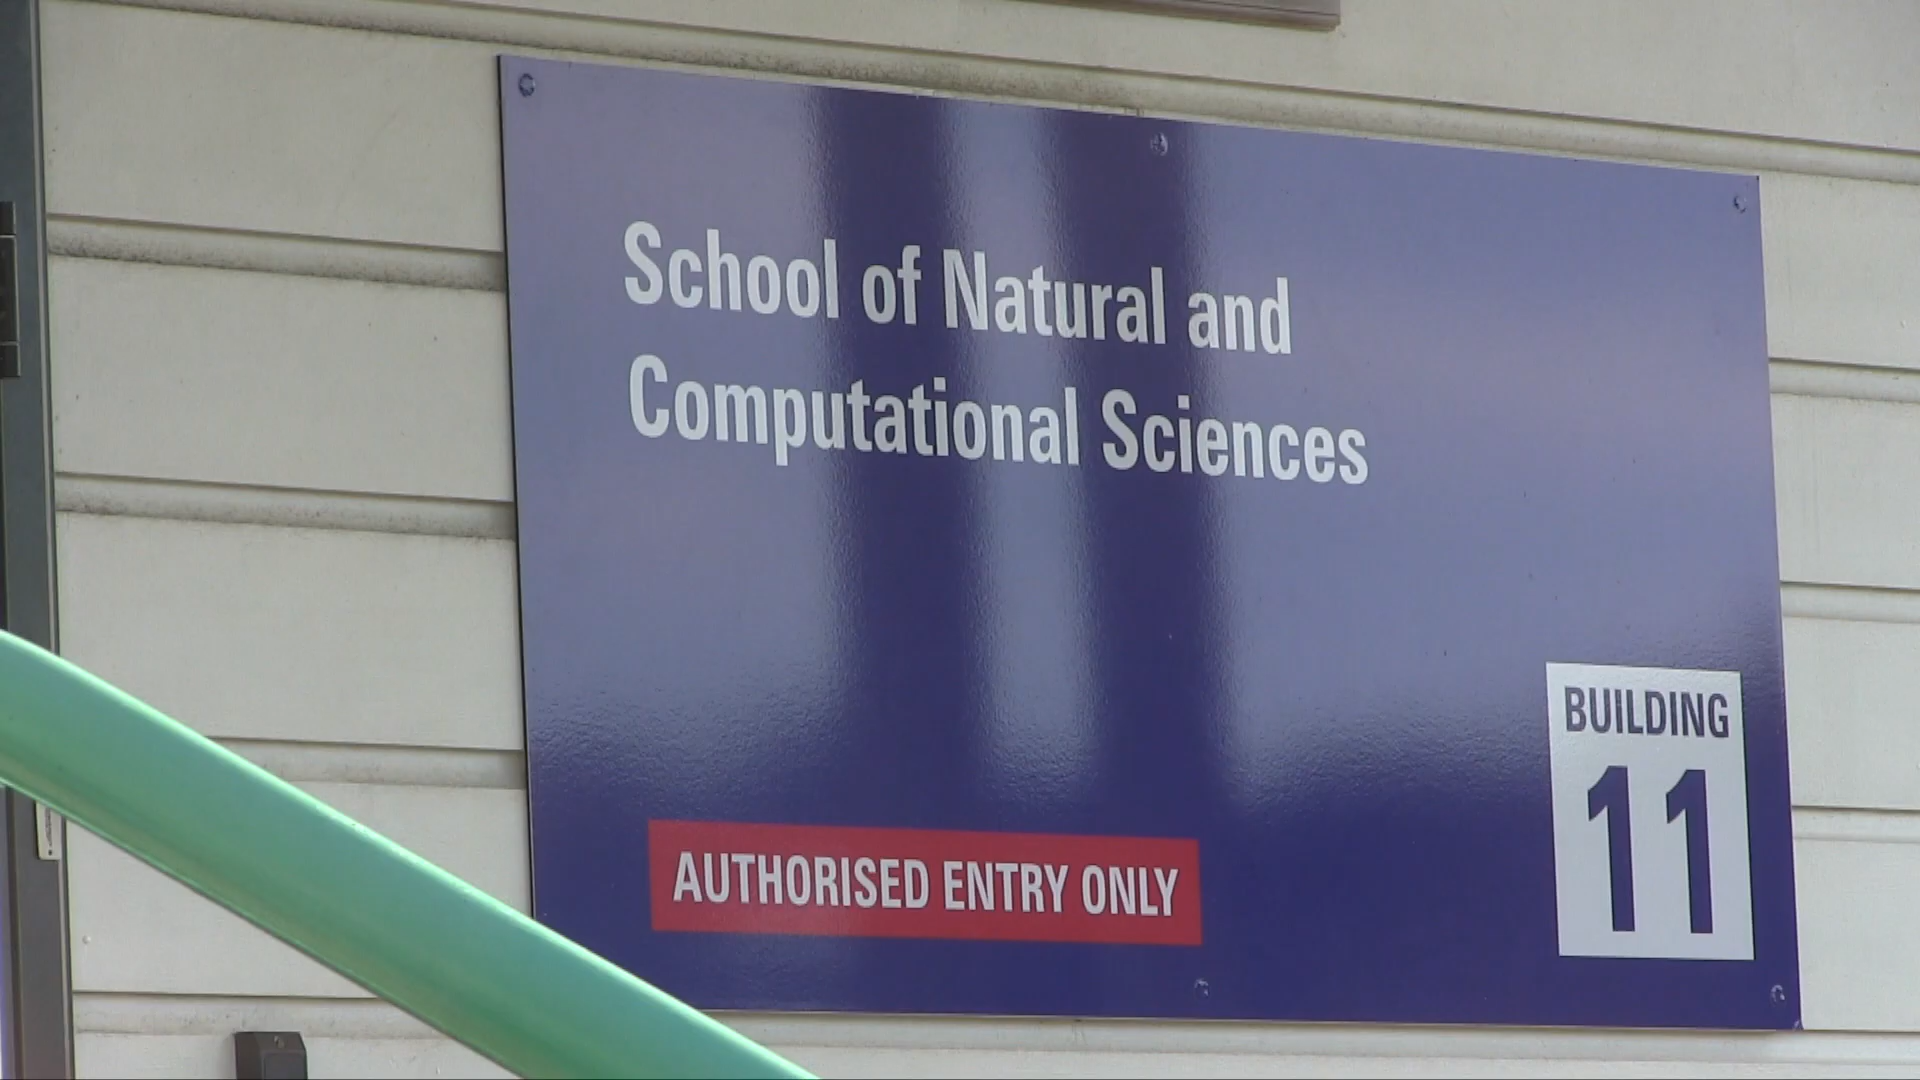 School of Natural and
Computational Sciences
BUILDING
11
AUTHORISED ENTRY ONLY